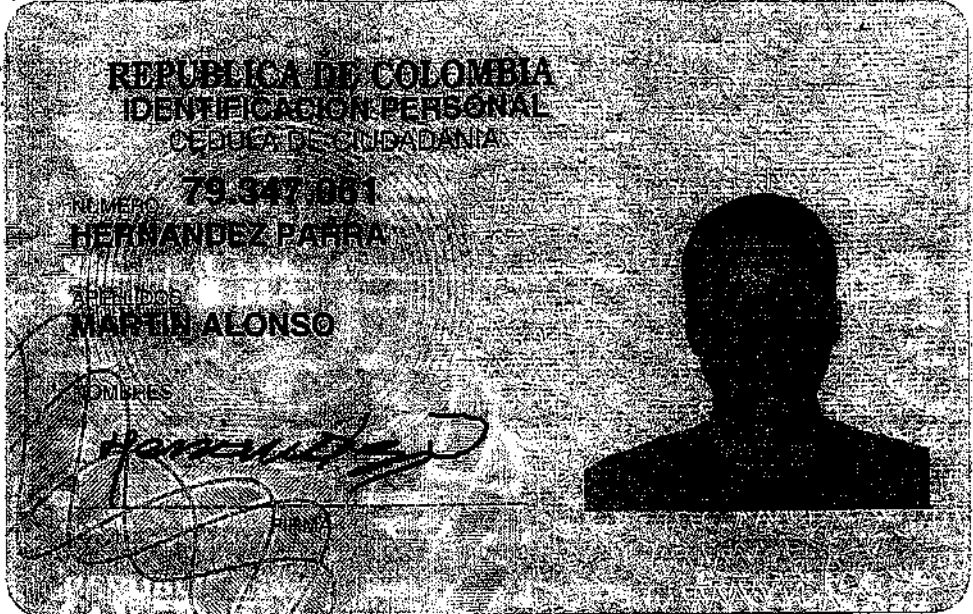 REPUBLICA DE COLOMBIA
IDENTIFICACION PERSONAL
CEDULA DE CIUDADANIA
NUMERO 79.347.061
HERNANDEZ PARRA
APELLIDOS
MARTIN ALONSO
NOMBRES
FIRMA